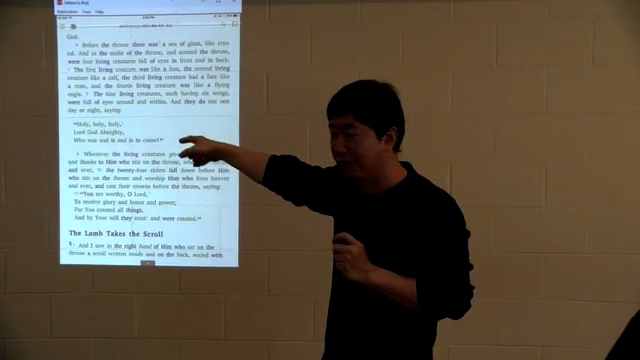 God.
6 Before the throne there was a sea of glass, like crys-
tal. And in the midst of the throne, and around the throne,
were four living creatures full of eyes in front and in back.
7 The first living creature was like a lion, the second living
creature like a calf, the third living creature had a face like
a man, and the fourth living creature was like a flying
eagle. 8 The four living creatures, each having six wings,
were full of eyes around and within. And they do not rest
day or night, saying:
"Holy, holy, holy,
Lord God Almighty,
Who was and is and is to come!"
9 Whenever the living creatures
and thanks to Him who sits on the throne,
and ever, 10 the twenty-four elders fall down before Him
who sits on the throne and worship Him who lives forever
and ever, and cast their crowns before the throne, saying:
11 "You are worthy, O Lord,
To receive glory and honor and power;
For You created all things,
And by Your will they exist and were created."
The Lamb Takes the Scroll
5 And I saw in the right hand of Him who sat on the
throne a scroll written inside and on the back, sealed with